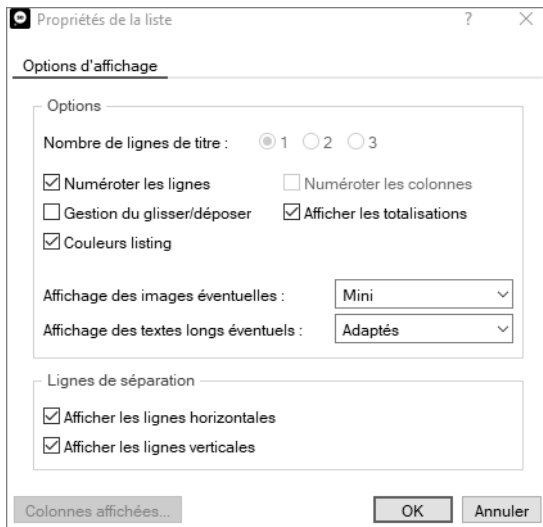 Propriétés de la liste
Options d'affichage
Options
Nombre de lignes de titre : 1 2 3
Numéroter les lignes Numéroter les colonnes
Gestion du glisser/déposer Afficher les totalisations
Couleurs listing
Affichage des images éventuelles : Mini
Affichage des textes longs éventuels : Adaptés
Lignes de séparation
Afficher les lignes horizontales
Afficher les lignes verticales
Colonnes affichées... OK Annuler